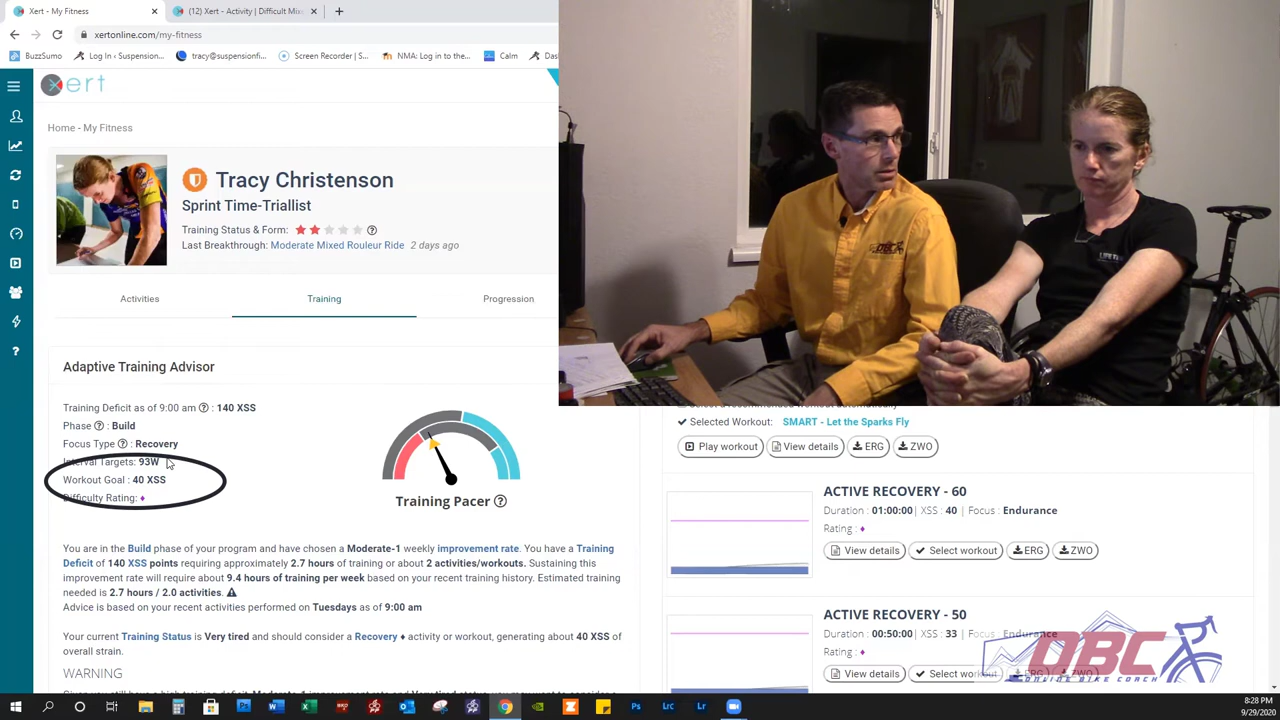 Xert - My Fitness
(12) Xert - Activity | Difficult Mix
xertonline.com/my-fitness
BuzzSumo
Log In ‹ Suspension...
tracy@suspensionfi...
Screen Recorder | S...
NMA: Log in to the...
Calm
Das
ert
Home - My Fitness
Tracy Christenson
Sprint Time-Triallist
Training Status & Form:
Last Breakthrough: Moderate Mixed Rouleur Ride 2 days ago
Activities
Training
Progression
Adaptive Training Advisor
Training Deficit as of 9:00 am : 140 XSS
Phase : Build
Focus Type : Recovery
Interval Targets: 93W
Workout Goal : 40 XSS
Difficulty Rating: ♦
Training Pacer
You are in the Build phase of your program and have chosen a Moderate-1 weekly improvement rate. You have a Training
Deficit of 140 XSS points requiring approximately 2.7 hours of training or about 2 activities/workouts. Sustaining this
improvement rate will require about 9.4 hours of training per week based on your recent training history. Estimated training
needed is 2.7 hours / 2.0 activities.
Advice is based on your recent activities performed on Tuesdays as of 9:00 am
Your current Training Status is Very tired and should consider a Recovery ♦ activity or workout, generating about 40 XSS of
overall strain.
WARNING
Selected Workout: SMART - Let the Sparks Fly
Play workout
View details
ERG
ZWO
ACTIVE RECOVERY - 60
Duration : 01:00:00 | XSS : 40 | Focus : Endurance
Rating : ♦
View details
Select workout
ERG
ZWO
ACTIVE RECOVERY - 50
Duration : 00:50:00 | XSS : 33 | Focus : Endurance
Rating : ♦
View details
Select workout
ERG
ZWO
OBC
ONLINE BIKE COACH
OBC
8:28 PM
9/29/2020